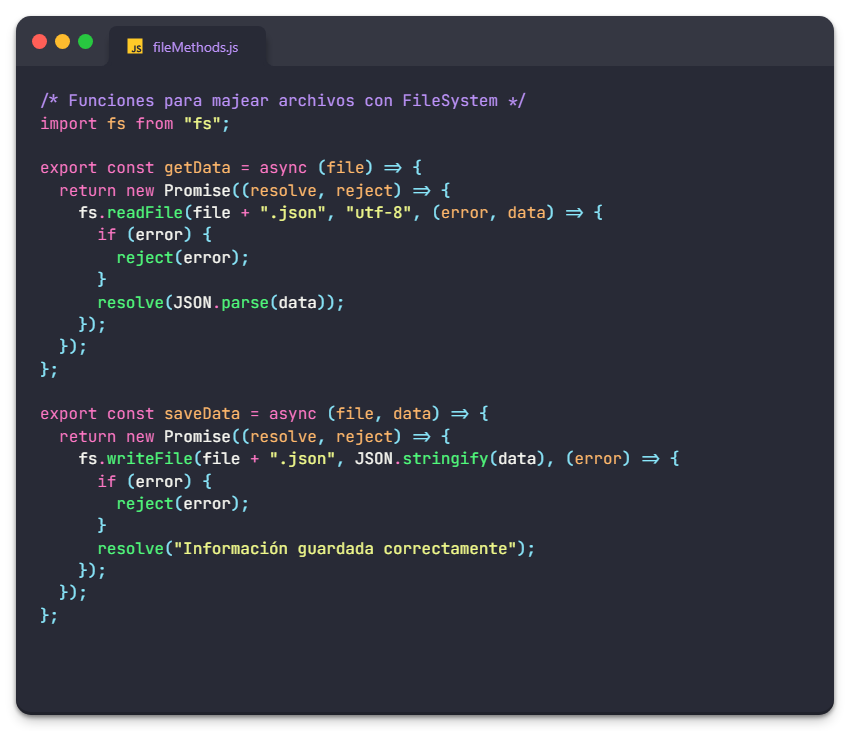 JS fileMethods.js
/* Funciones para majear archivos con FileSystem */
import fs from "fs";
export const getData = async (file) => {
  return new Promise((resolve, reject) => {
    fs.readFile(file + ".json", "utf-8", (error, data) => {
      if (error) {
        reject(error);
      }
      resolve(JSON.parse(data));
    });
  });
};
export const saveData = async (file, data) => {
  return new Promise((resolve, reject) => {
    fs.writeFile(file + ".json", JSON.stringify(data), (error) => {
      if (error) {
        reject(error);
      }
      resolve("Información guardada correctamente");
    });
  });
};